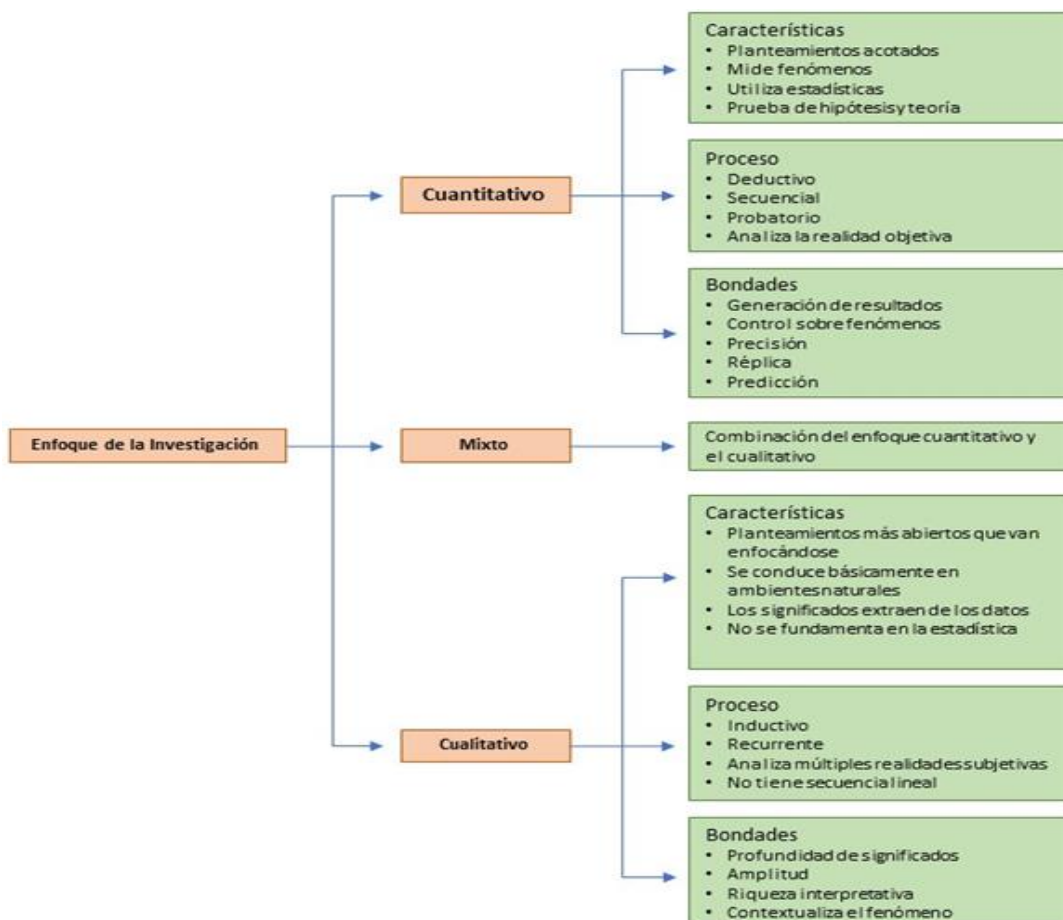 Características
• Planteamientos acotados
• Mide fenómenos
• Utiliza estadísticas
• Prueba de hipótesis y teoría
Cuantitativo
Proceso
• Deductivo
• Secuencial
• Probatorio
• Analiza la realidad objetiva
Bondades
• Generación de resultados
• Control sobre fenómenos
• Precisión
• Réplica
• Predicción
Enfoque de la Investigación
Mixto
Combinación del enfoque cuantitativo y
el cualitativo
Características
• Planteamientos más abiertos que van
enfocándose
• Se conduce básicamente en
ambientes naturales
• Los significados extraen de los datos
• No se fundamenta en la estadística
Cualitativo
Proceso
• Inductivo
• Recurrente
• Analiza múltiples realidades subjetivas
• No tiene secuencia lineal
Bondades
• Profundidad de significados
• Amplitud
• Riqueza interpretativa
• Contextualiza el fenómeno